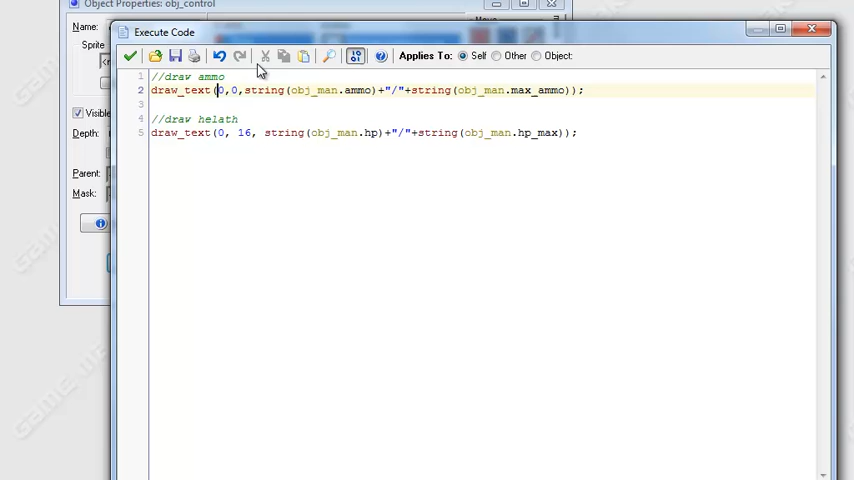 Object Properties: obj_control
Name:
Sprite
Visible
Depth:
Parent:
Mask:
Execute Code
Applies To: Self Other Object:
1 //draw ammo
2 draw_text(0,0,string(obj_man.ammo)+"/"+string(obj_man.max_ammo));
3
4 //draw helath
5 draw_text(0, 16, string(obj_man.hp)+"/"+string(obj_man.hp_max));